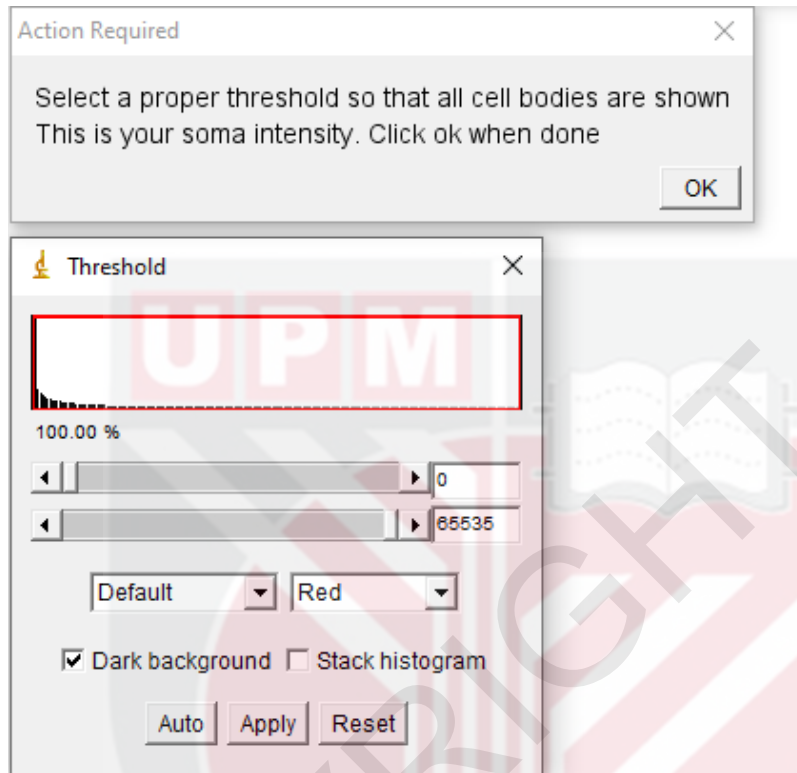 Action Required
Select a proper threshold so that all cell bodies are shown
This is your soma intensity. Click ok when done
OK
Threshold
UPM
100.00 %
0
65535
Default Red
Dark background Stack histogram
Auto Apply Reset
RIGHT